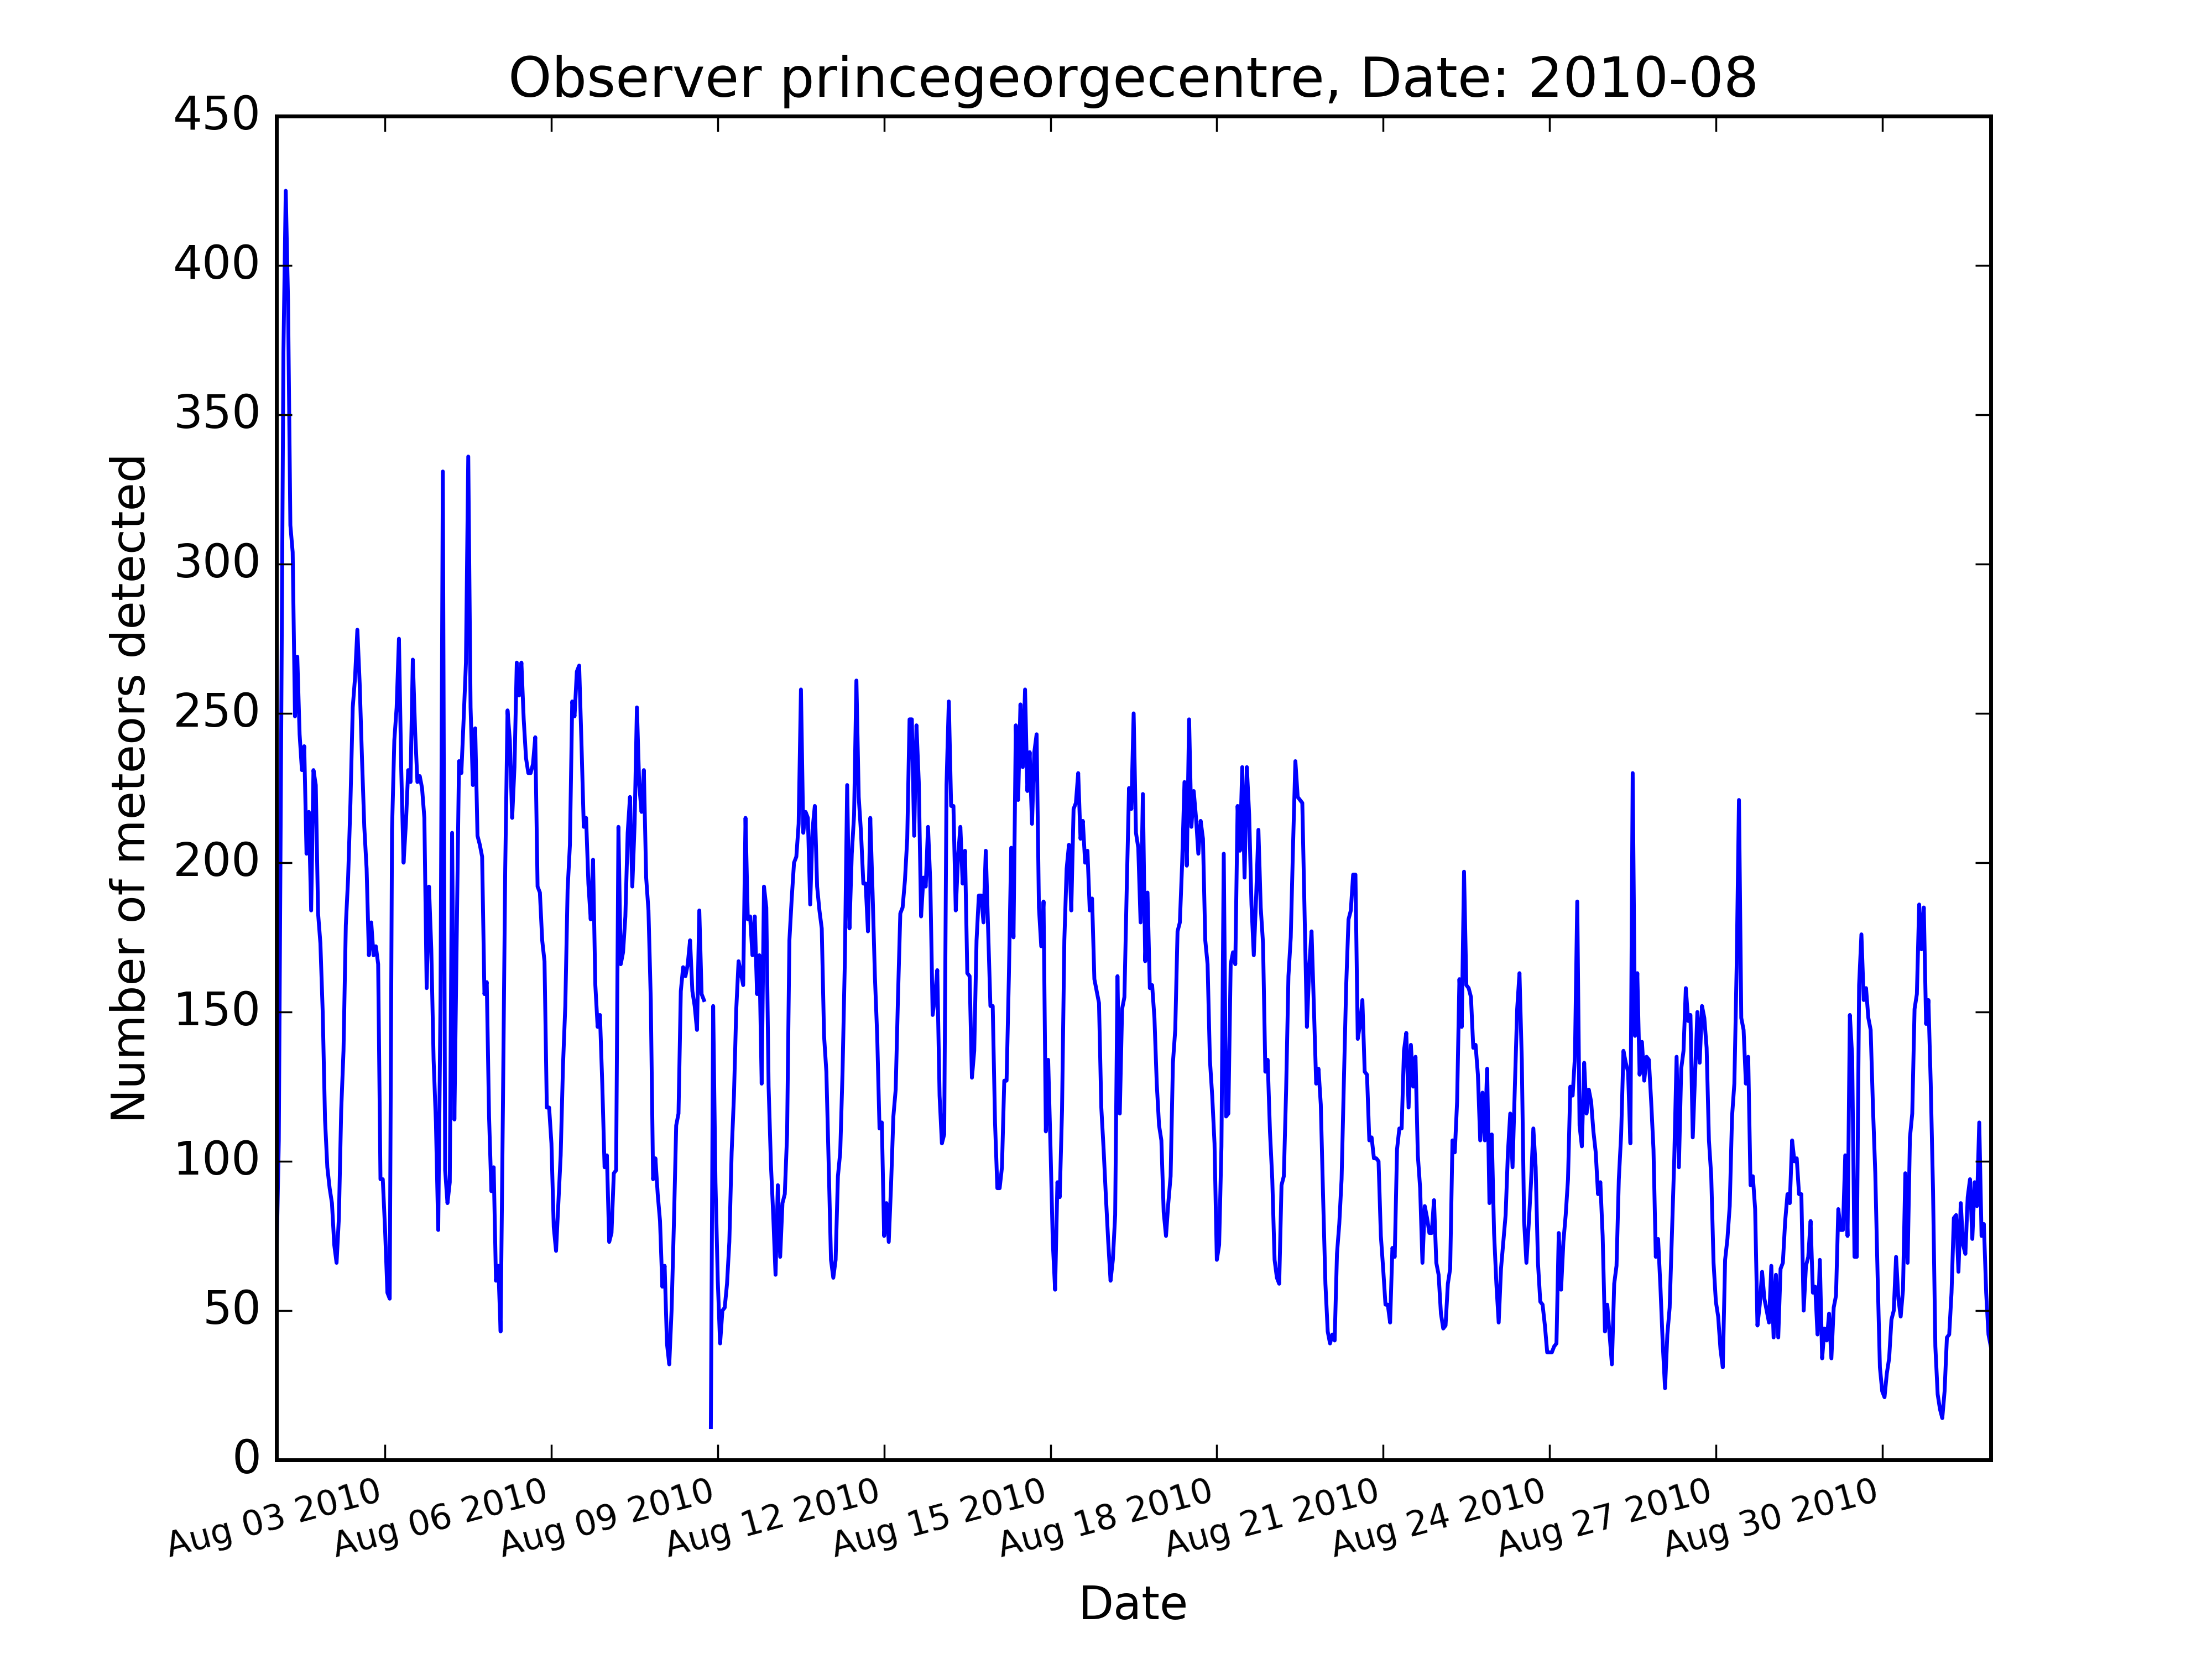 Observer princegeorgecentre, Date: 2010-08
Number of meteors detected
450
400
350
300
250
200
150
100
50
0
Aug 03 2010
Aug 06 2010
Aug 09 2010
Aug 12 2010
Aug 15 2010
Aug 18 2010
Aug 21 2010
Aug 24 2010
Aug 27 2010
Aug 30 2010
Date